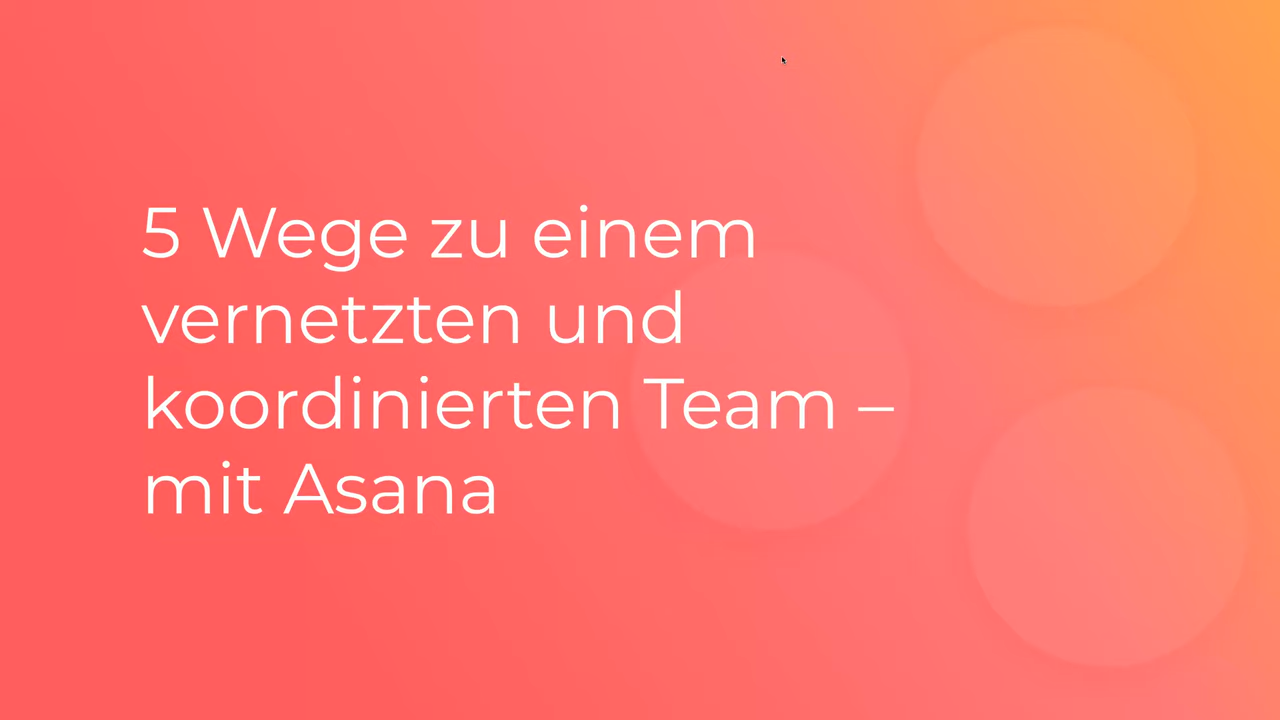 5 Wege zu einem
vernetzten und
koordinierten Team –
mit Asana